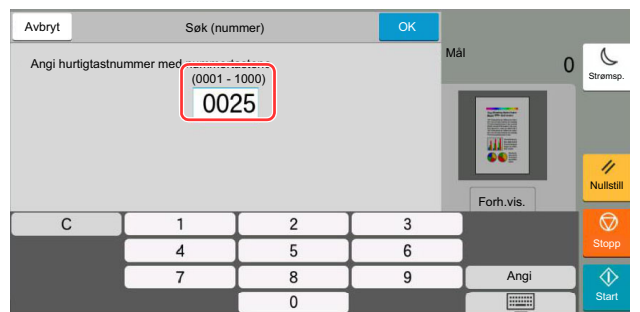 Avbryt
Søk (nummer)
OK
Mål
0
Strømsp.
Angi hurtigtastnummer med nummertastene.
(0001 - 1000)
0025
Forh.vis.
Nullstill
C
1
2
3
Stopp
4
5
6
7
8
9
Angi
Start
0